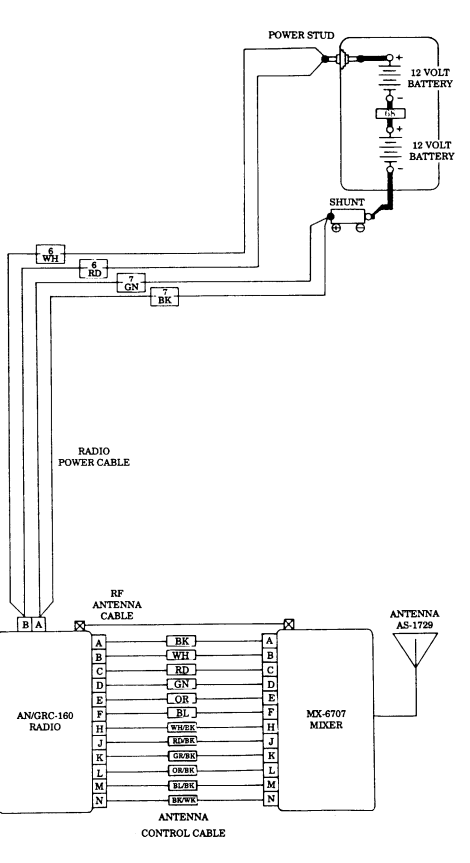 POWER STUD
+
12 VOLT
BATTERY
−
68
+
12 VOLT
BATTERY
−
SHUNT
⊕ ⊖
6
WH
6
RD
7
GN
7
BK
RADIO
POWER CABLE
B A
RF
ANTENNA
CABLE
ANTENNA
AS-1729
A BK A
B WH B
C RD C
D GN D
E OR E
F BL F
H WH/BK H
J RD/BK J
K GR/BK K
L OR/BK L
M BL/BK M
N BK/WK N
AN/GRC-160
RADIO
MX-6707
MIXER
ANTENNA
CONTROL CABLE